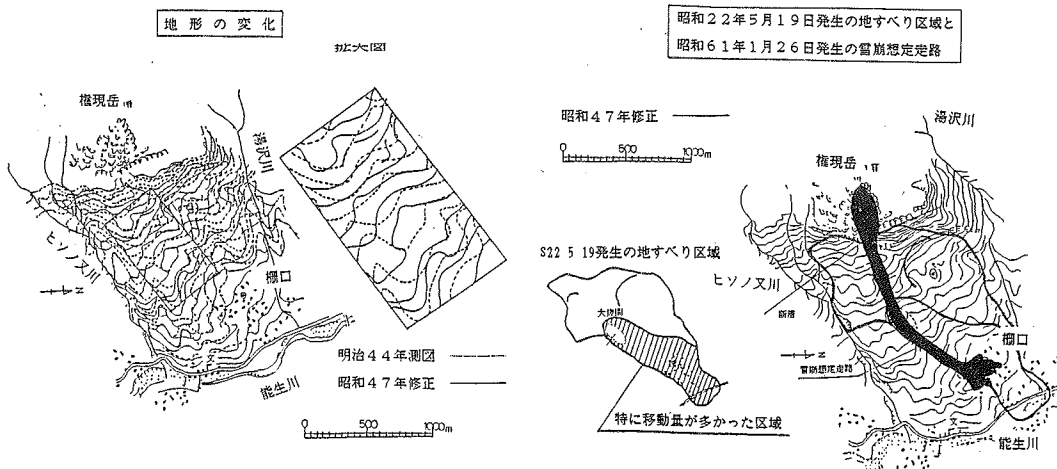 地形の変化
拡大図
権現岳
湯沢川
ヒソノ又川
棚口
N
明治44年測図
昭和47年修正
能生川
0 500 1000m
昭和22年5月19日発生の地すべり区域と
昭和61年1月26日発生の雪崩想定走路
昭和47年修正
0 500 1000m
湯沢川
権現岳
S22 5 19発生の地すべり区域
ヒソノ又川
断層
N
雪崩想定走路
棚口
特に移動量が多かった区域
能生川